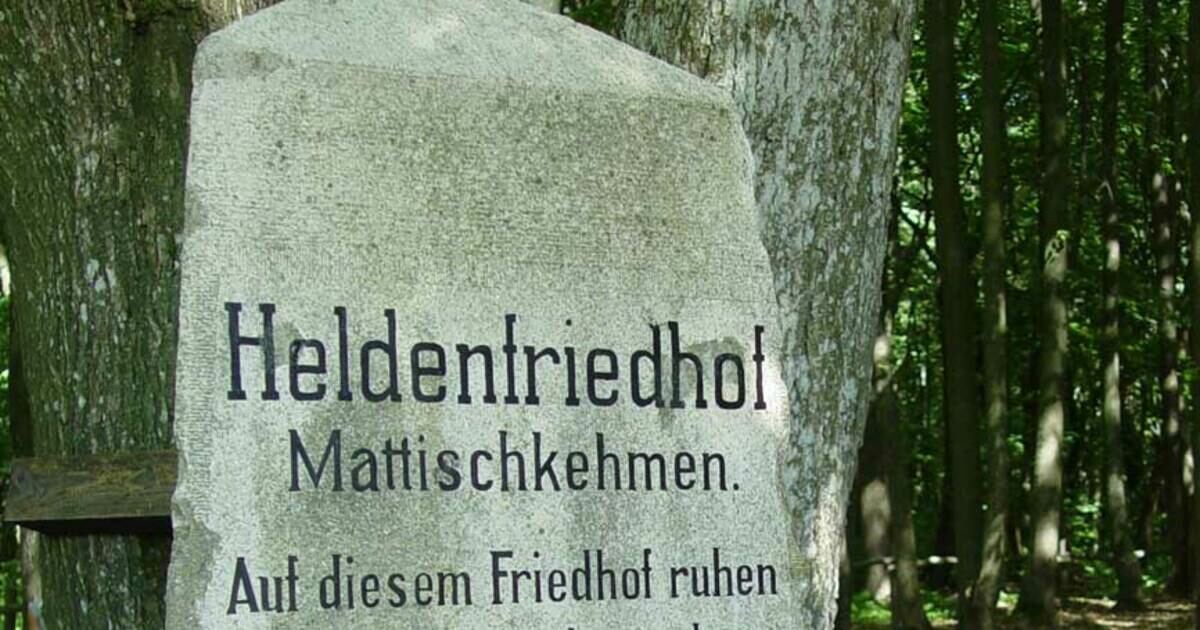 Heldenfriedhof
Mattischkehmen.
Auf diesem Friedhof ruhen